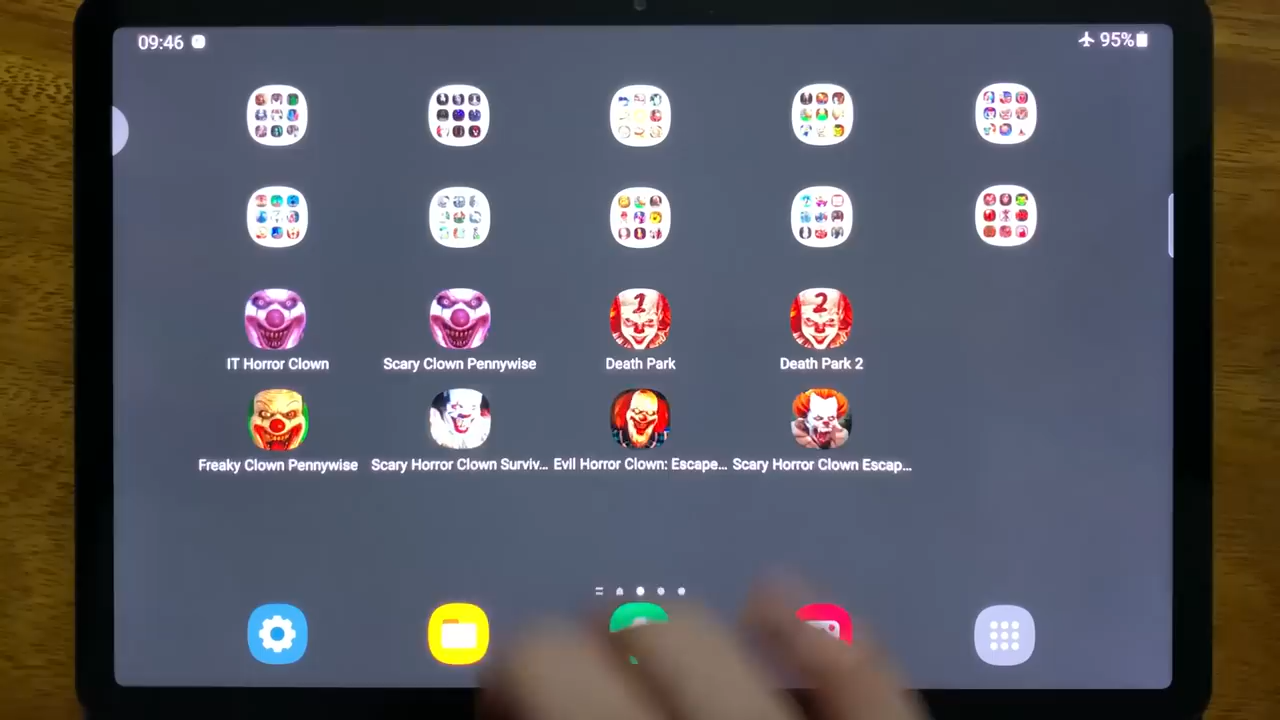 09:46
95%
IT Horror Clown
Scary Clown Pennywise
Death Park
Death Park 2
Freaky Clown Pennywise
Scary Horror Clown Surviv...
Evil Horror Clown: Escape...
Scary Horror Clown Escap...
1
2